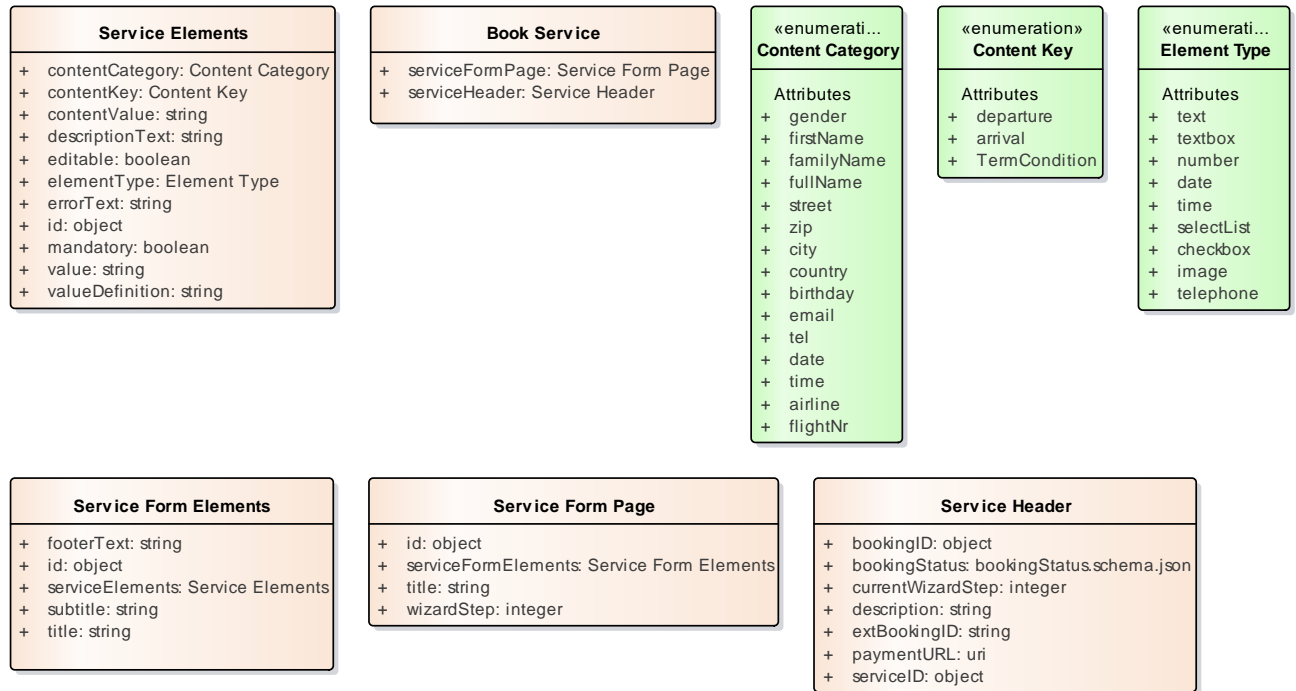 Service Elements
+ contentCategory: Content Category
+ contentKey: Content Key
+ contentValue: string
+ descriptionText: string
+ editable: boolean
+ elementType: Element Type
+ errorText: string
+ id: object
+ mandatory: boolean
+ value: string
+ valueDefinition: string
Book Service
+ serviceFormPage: Service Form Page
+ serviceHeader: Service Header
«enumerati...
Content Category
Attributes
+ gender
+ firstName
+ familyName
+ fullName
+ street
+ zip
+ city
+ country
+ birthday
+ email
+ tel
+ date
+ time
+ airline
+ flightNr
«enumeration»
Content Key
Attributes
+ departure
+ arrival
+ TermCondition
«enumerati...
Element Type
Attributes
+ text
+ textbox
+ number
+ date
+ time
+ selectList
+ checkbox
+ image
+ telephone
Service Form Elements
+ footerText: string
+ id: object
+ serviceElements: Service Elements
+ subtitle: string
+ title: string
Service Form Page
+ id: object
+ serviceFormElements: Service Form Elements
+ title: string
+ wizardStep: integer
Service Header
+ bookingID: object
+ bookingStatus: bookingStatus.schema.json
+ currentWizardStep: integer
+ description: string
+ extBookingID: string
+ paymentURL: uri
+ serviceID: object